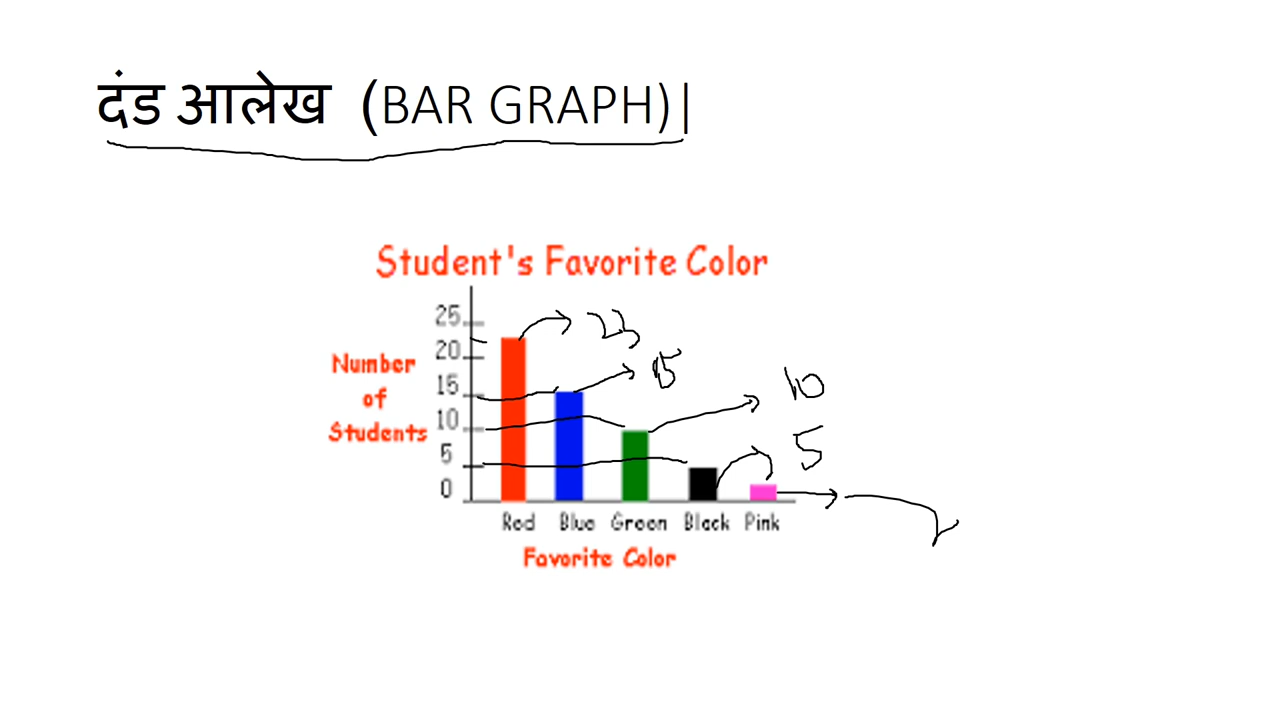 दंड आलेख (BAR GRAPH)|
Student's Favorite Color
25
20
15
10
5
0
Number
of
Students
23
15
10
5
Red Blue Green Black Pink
Favorite Color